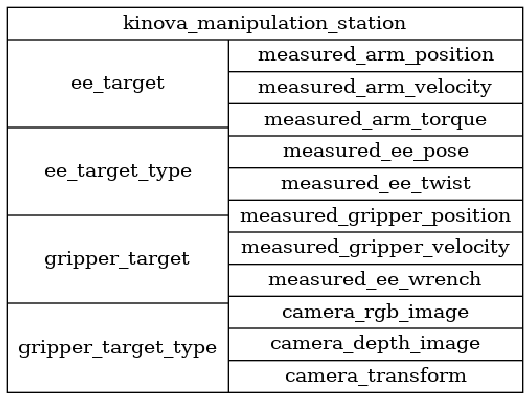 kinova_manipulation_station
ee_target
ee_target_type
gripper_target
gripper_target_type
measured_arm_position
measured_arm_velocity
measured_arm_torque
measured_ee_pose
measured_ee_twist
measured_gripper_position
measured_gripper_velocity
measured_ee_wrench
camera_rgb_image
camera_depth_image
camera_transform